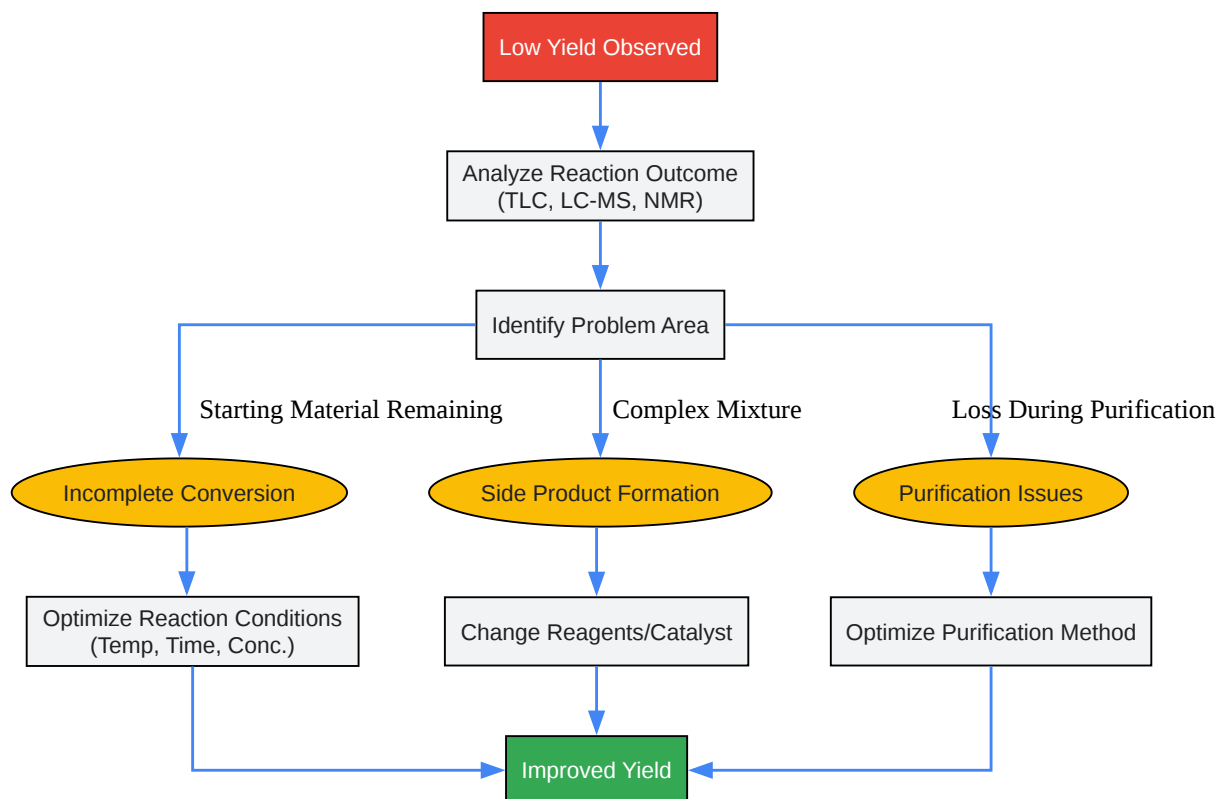 Low Yield Observed
Analyze Reaction Outcome
(TLC, LC-MS, NMR)
Identify Problem Area
Starting Material Remaining
Complex Mixture
Loss During Purification
Incomplete Conversion
Side Product Formation
Purification Issues
Optimize Reaction Conditions
(Temp, Time, Conc.)
Change Reagents/Catalyst
Optimize Purification Method
Improved Yield